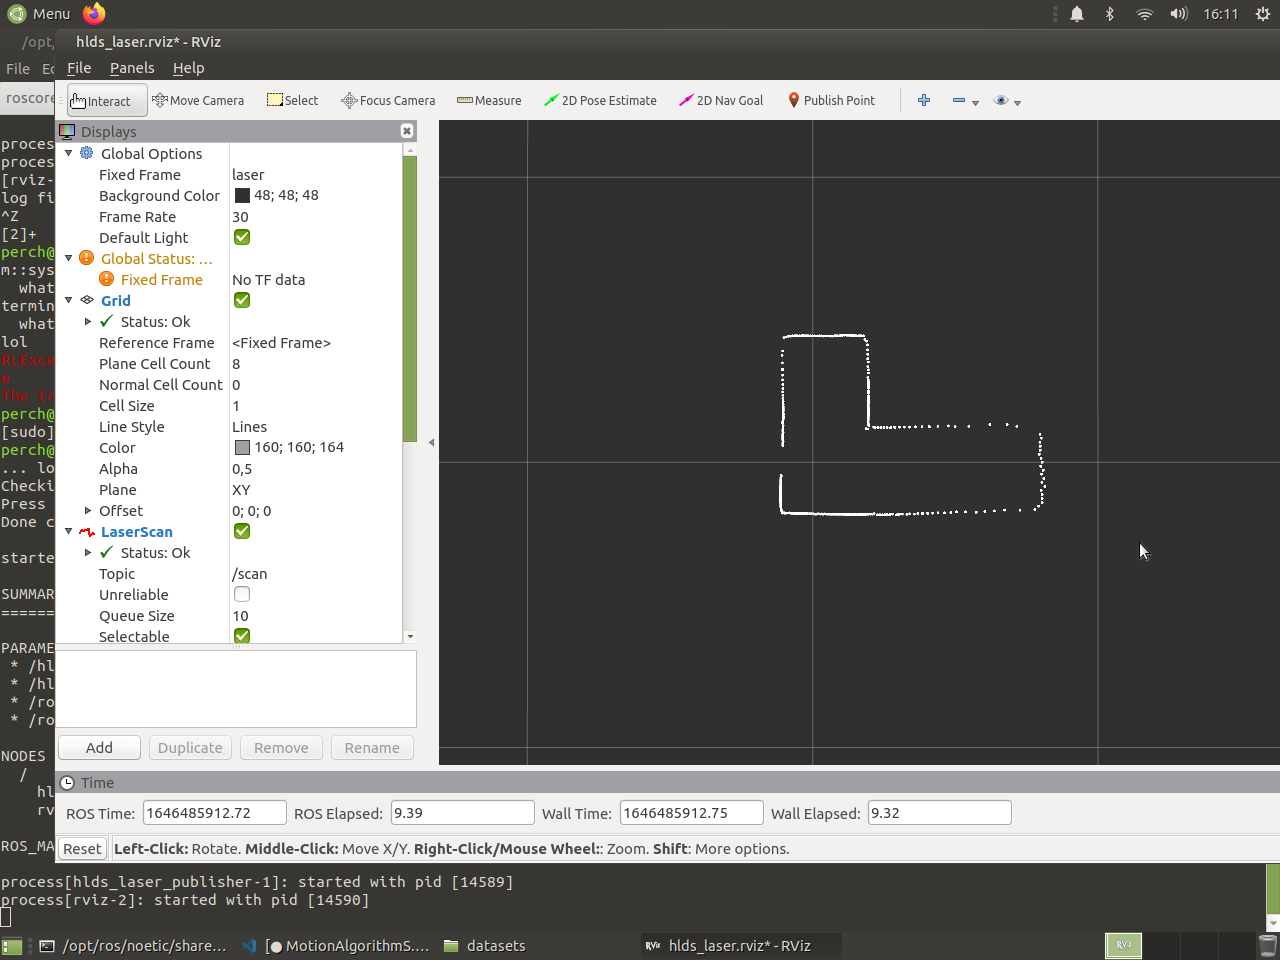 Menu
16:11
/opt/
hlds_laser.rviz* - RViz
File
File Panels Help
roscore
Interact Move Camera Select Focus Camera Measure 2D Pose Estimate 2D Nav Goal Publish Point
Displays
Global Options
Fixed Frame laser
Background Color 48; 48; 48
Frame Rate 30
Default Light
Global Status: ...
Fixed Frame No TF data
Grid
Status: Ok
Reference Frame <Fixed Frame>
Plane Cell Count 8
Normal Cell Count 0
Cell Size 1
Line Style Lines
Color 160; 160; 164
Alpha 0,5
Plane XY
Offset 0; 0; 0
LaserScan
Status: Ok
Topic /scan
Unreliable
Queue Size 10
Selectable
Add Duplicate Remove Rename
Time
ROS Time: 1646485912.72 ROS Elapsed: 9.39 Wall Time: 1646485912.75 Wall Elapsed: 9.32
Reset Left-Click: Rotate. Middle-Click: Move X/Y. Right-Click/Mouse Wheel:: Zoom. Shift: More options.
proces
proces
[rviz-
log fi
^Z
[2]+
perch@
m::sys
what
termin
what
lol
RLExce
e
The tr
perch@
[sudo]
perch@
... lo
Checki
Press
Done c
starte
SUMMAR
======
PARAME
* /hl
* /hl
* /ro
* /ro
NODES
/
hl
rv
ROS_MA
process[hlds_laser_publisher-1]: started with pid [14589]
process[rviz-2]: started with pid [14590]
/opt/ros/noetic/share... [● MotionAlgorithmS.... datasets RViz hlds_laser.rviz* - RViz RViz